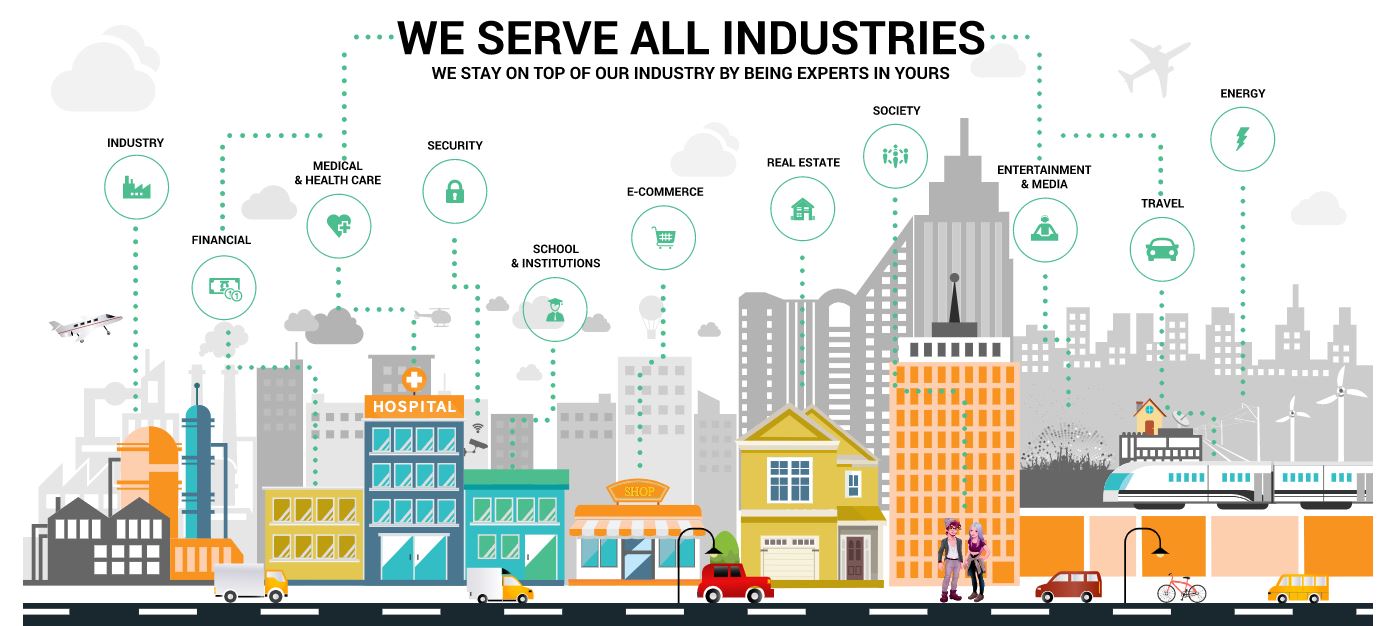 WE SERVE ALL INDUSTRIES
WE STAY ON TOP OF OUR INDUSTRY BY BEING EXPERTS IN YOURS
INDUSTRY
FINANCIAL
MEDICAL
& HEALTH CARE
SECURITY
SCHOOL
& INSTITUTIONS
E-COMMERCE
REAL ESTATE
SOCIETY
ENTERTAINMENT
& MEDIA
TRAVEL
ENERGY
HOSPITAL
SHOP